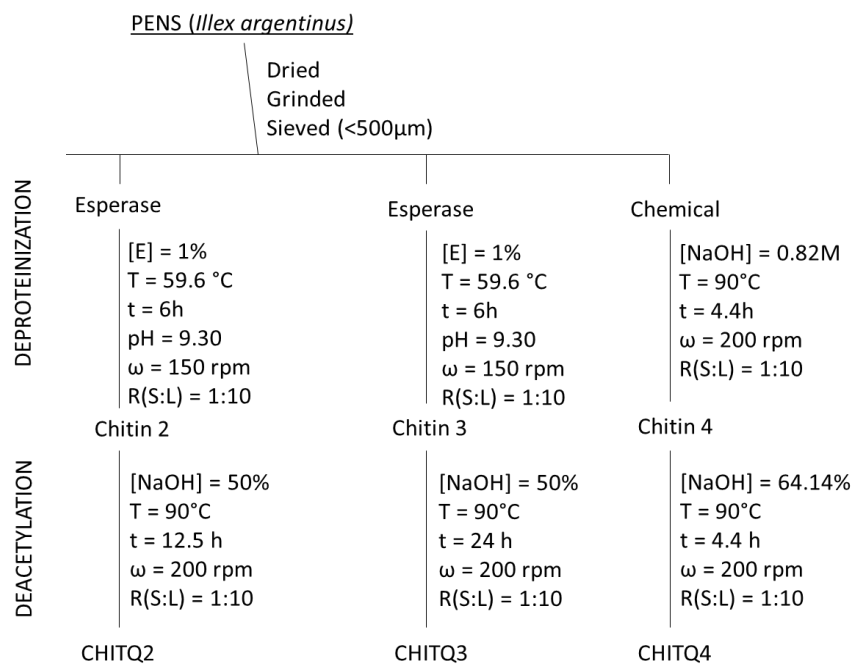 PENS (Illex argentinus)
Dried
Grinded
Sieved (<500µm)
DEPROTEINIZATION
Esperase
[E] = 1%
T = 59.6 °C
t = 6h
pH = 9.30
ω = 150 rpm
R(S:L) = 1:10
Chitin 2
Esperase
[E] = 1%
T = 59.6 °C
t = 6h
pH = 9.30
ω = 150 rpm
R(S:L) = 1:10
Chitin 3
Chemical
[NaOH] = 0.82M
T = 90°C
t = 4.4h
ω = 200 rpm
R(S:L) = 1:10
Chitin 4
DEACETYLATION
[NaOH] = 50%
T = 90°C
t = 12.5 h
ω = 200 rpm
R(S:L) = 1:10
CHITQ2
[NaOH] = 50%
T = 90°C
t = 24 h
ω = 200 rpm
R(S:L) = 1:10
CHITQ3
[NaOH] = 64.14%
T = 90°C
t = 4.4 h
ω = 200 rpm
R(S:L) = 1:10
CHITQ4